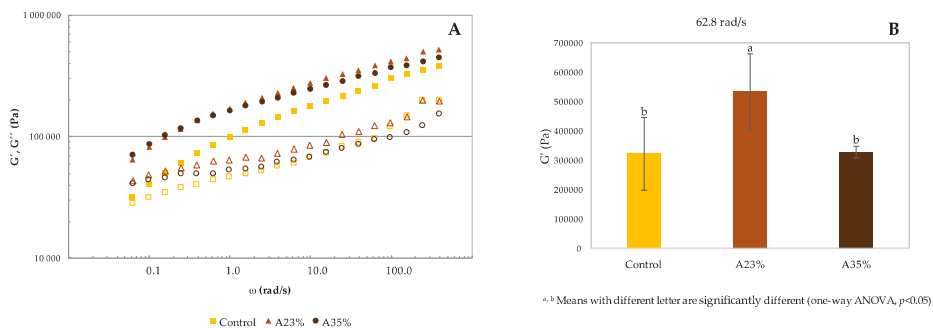 A
1 000 000
100 000
10 000
G´, G´´ (Pa)
0.1 1.0 10.0 100.0
ω (rad/s)
Control A23% A35%
62.8 rad/s
B
700000
600000
500000
400000
300000
200000
100000
0
G´ (Pa)
b a b
Control A23% A35%
a, b Means with different letter are significantly different (one-way ANOVA, p<0.05)